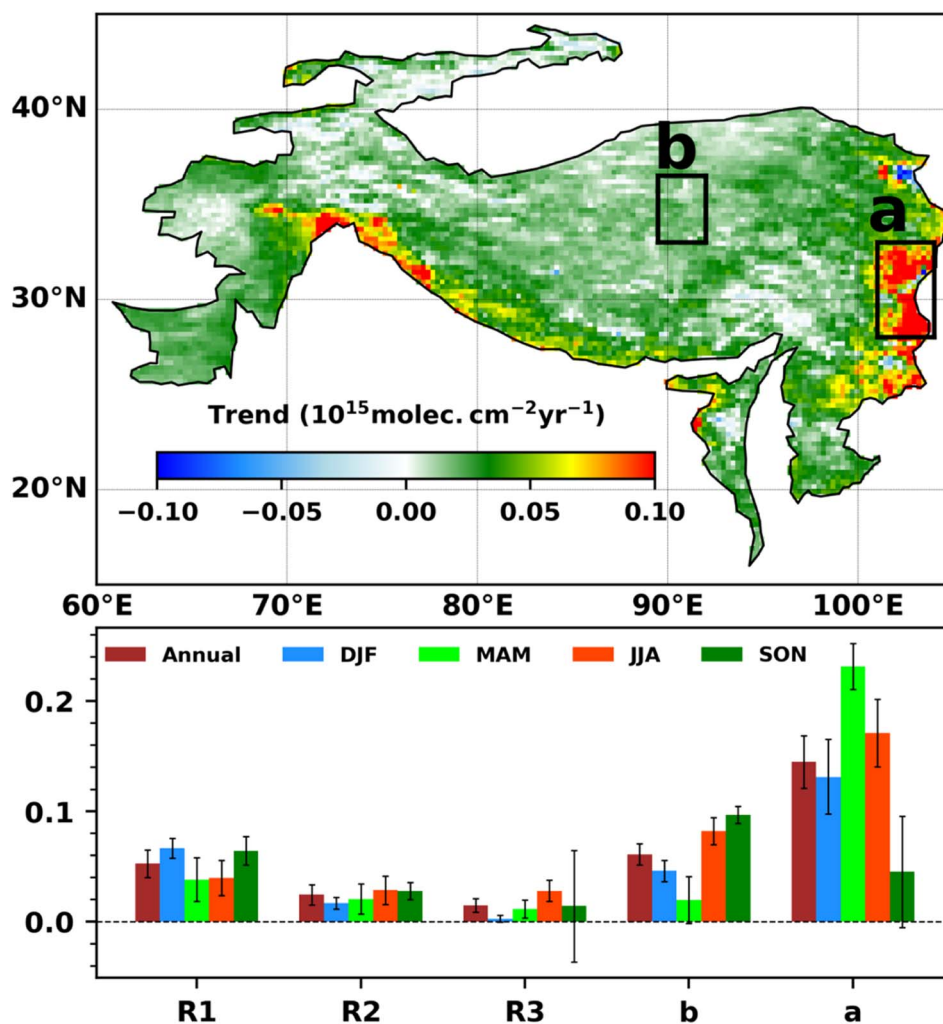 40°N
b
a
30°N
Trend (10¹⁵molec. cm⁻²yr⁻¹)
20°N
−0.10 −0.05 0.00 0.05 0.10
60°E 70°E 80°E 90°E 100°E
Annual DJF MAM JJA SON
0.2
0.1
0.0
R1 R2 R3 b a